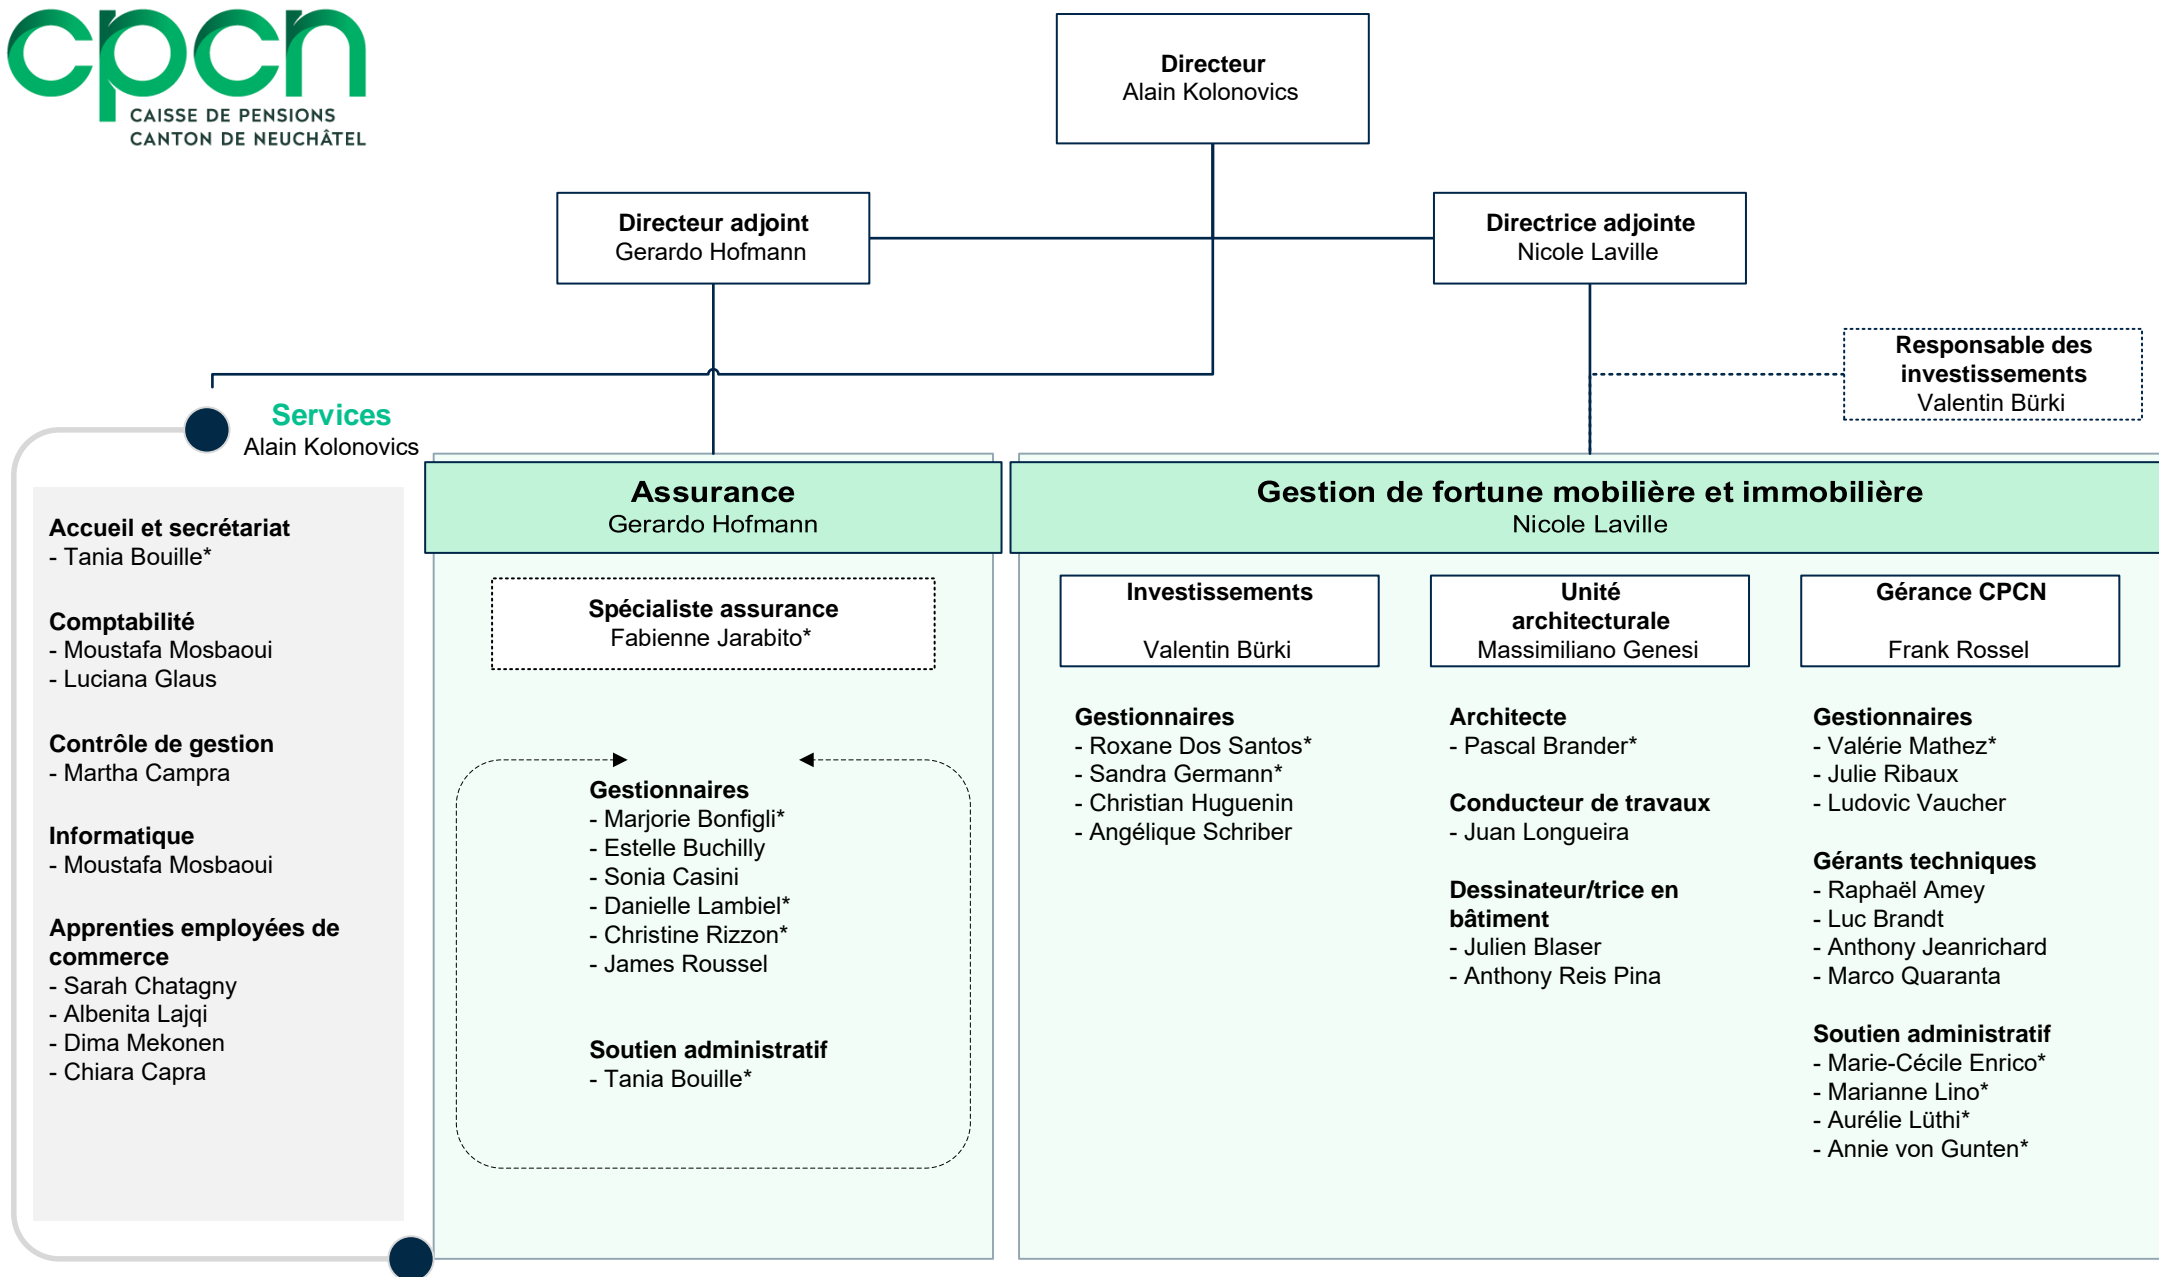 cpcn
CAISSE DE PENSIONS
CANTON DE NEUCHÂTEL
Directeur
Alain Kolonovics
Directeur adjoint
Gerardo Hofmann
Directrice adjointe
Nicole Laville
Responsable des
investissements
Valentin Bürki
Services
Alain Kolonovics
Accueil et secrétariat
- Tania Bouille*
Comptabilité
- Moustafa Mosbaoui
- Luciana Glaus
Contrôle de gestion
- Martha Campra
Informatique
- Moustafa Mosbaoui
Apprenties employées de
commerce
- Sarah Chatagny
- Albenita Lajqi
- Dima Mekonen
- Chiara Capra
Assurance
Gerardo Hofmann
Spécialiste assurance
Fabienne Jarabito*
Gestionnaires
- Marjorie Bonfigli*
- Estelle Buchilly
- Sonia Casini
- Danielle Lambiel*
- Christine Rizzon*
- James Roussel
Soutien administratif
- Tania Bouille*
Gestion de fortune mobilière et immobilière
Nicole Laville
Investissements
Valentin Bürki
Gestionnaires
- Roxane Dos Santos*
- Sandra Germann*
- Christian Huguenin
- Angélique Schriber
Unité
architecturale
Massimiliano Genesi
Architecte
- Pascal Brander*
Conducteur de travaux
- Juan Longueira
Dessinateur/trice en
bâtiment
- Julien Blaser
- Anthony Reis Pina
Gérance CPCN
Frank Rossel
Gestionnaires
- Valérie Mathez*
- Julie Ribaux
- Ludovic Vaucher
Gérants techniques
- Raphaël Amey
- Luc Brandt
- Anthony Jeanrichard
- Marco Quaranta
Soutien administratif
- Marie-Cécile Enrico*
- Marianne Lino*
- Aurélie Lüthi*
- Annie von Gunten*